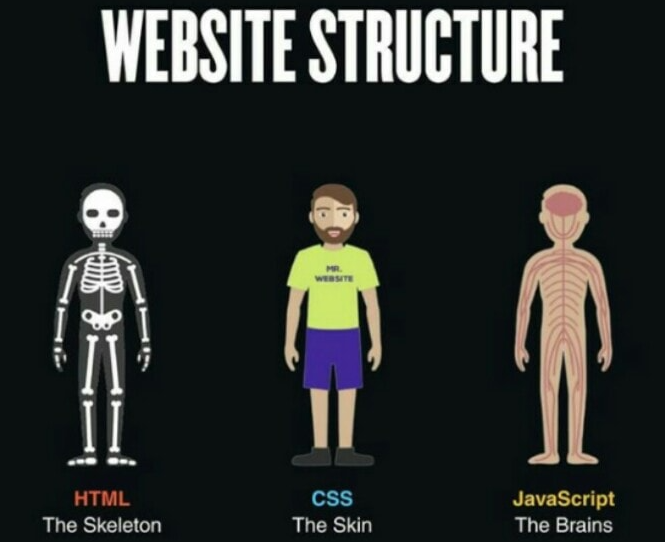 WEBSITE STRUCTURE
MR.
WEBSITE
HTML
The Skeleton
CSS
The Skin
JavaScript
The Brains